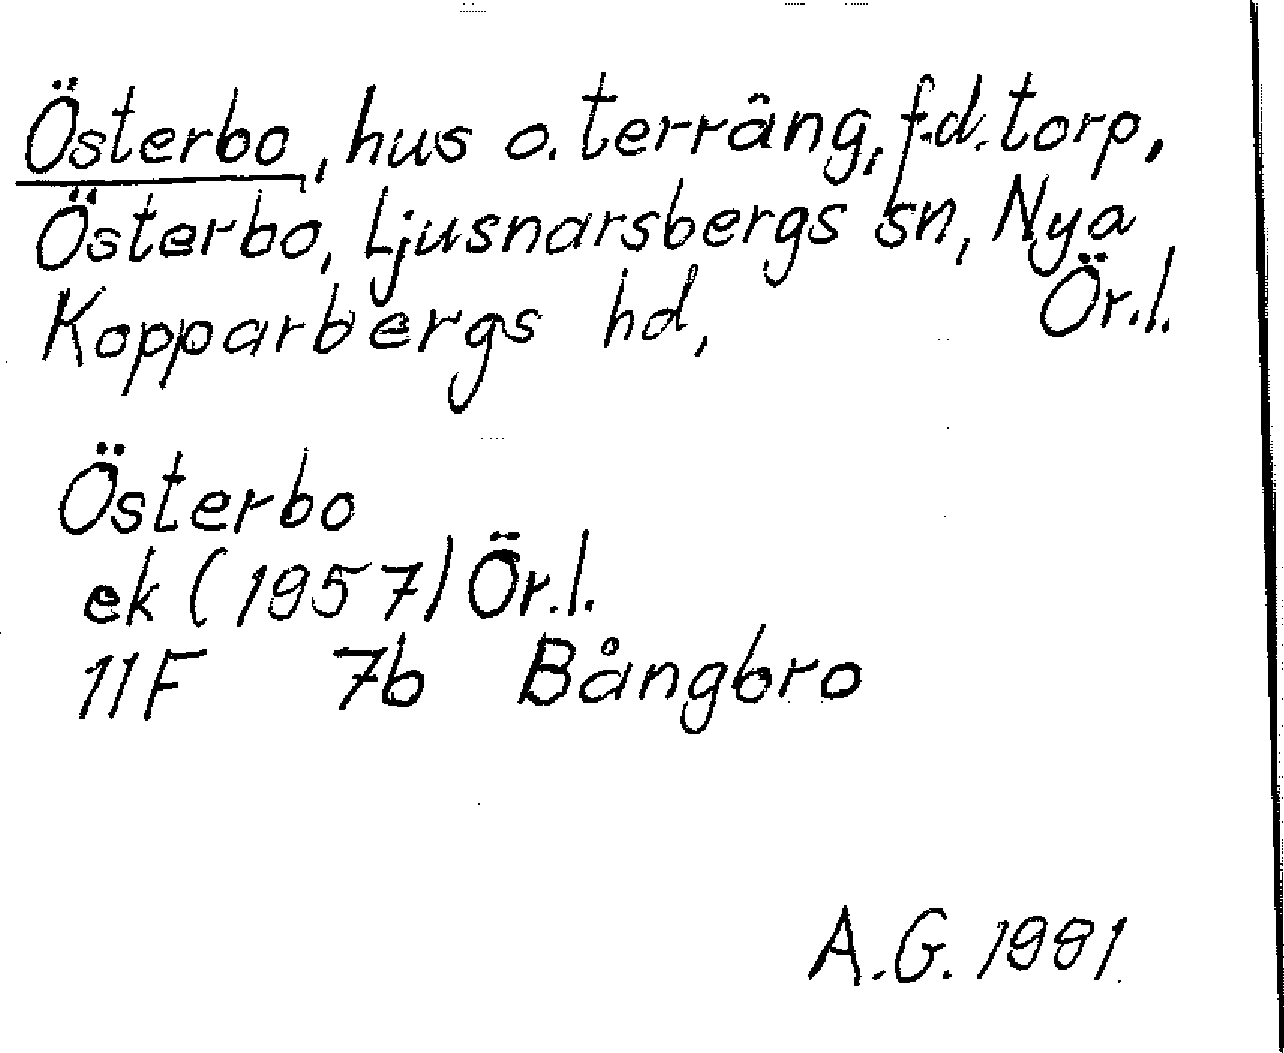 Österbo, hus o. terräng, f.d. torp,
Österbo, Ljusnarsbergs sn, Nya
Kopparbergs hd, Ör.l.
Österbo
ek (1957) Ör.l.
11F 7b Bångbro
A.G. 1981